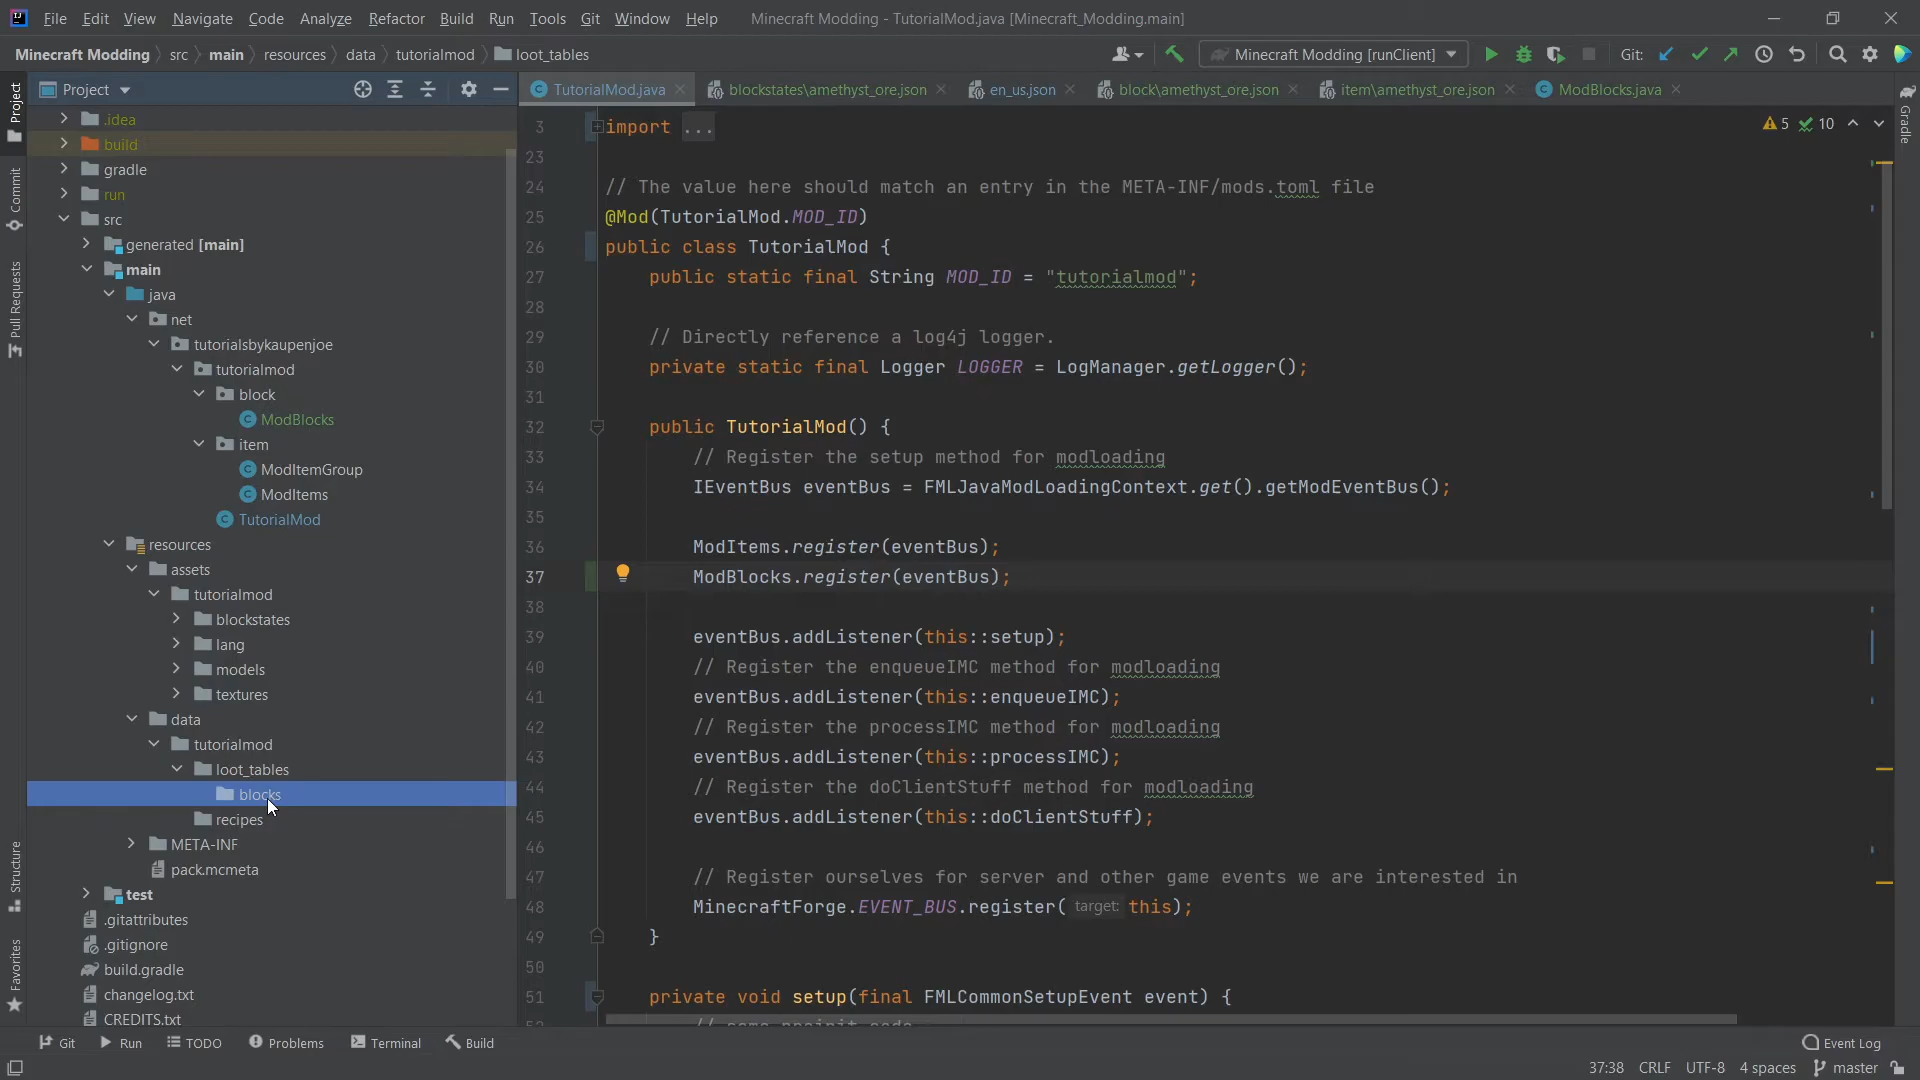 File Edit View Navigate Code Analyze Refactor Build Run Tools Git Window Help Minecraft Modding - TutorialMod.java [Minecraft_Modding.main]
Minecraft Modding src main resources data tutorialmod loot_tables Minecraft Modding [runClient] Git:
Project
TutorialMod.java blockstates\amethyst_ore.json en_us.json block\amethyst_ore.json item\amethyst_ore.json ModBlocks.java
Project
Commit
Pull Requests
Structure
Favorites
.idea
build
gradle
run
src
generated [main]
main
java
net
tutorialsbykaupenjoe
tutorialmod
block
ModBlocks
item
ModItemGroup
ModItems
TutorialMod
resources
assets
tutorialmod
blockstates
lang
models
textures
data
tutorialmod
loot_tables
blocks
recipes
META-INF
pack.mcmeta
test
.gitattributes
.gitignore
build.gradle
changelog.txt
CREDITS.txt
3 import ...
23
24 // The value here should match an entry in the META-INF/mods.toml file
25 @Mod(TutorialMod.MOD_ID)
26 public class TutorialMod {
27 public static final String MOD_ID = "tutorialmod";
28
29 // Directly reference a log4j logger.
30 private static final Logger LOGGER = LogManager.getLogger();
31
32 public TutorialMod() {
33 // Register the setup method for modloading
34 IEventBus eventBus = FMLJavaModLoadingContext.get().getModEventBus();
35
36 ModItems.register(eventBus);
37 ModBlocks.register(eventBus);
38
39 eventBus.addListener(this::setup);
40 // Register the enqueueIMC method for modloading
41 eventBus.addListener(this::enqueueIMC);
42 // Register the processIMC method for modloading
43 eventBus.addListener(this::processIMC);
44 // Register the doClientStuff method for modloading
45 eventBus.addListener(this::doClientStuff);
46
47 // Register ourselves for server and other game events we are interested in
48 MinecraftForge.EVENT_BUS.register( target: this);
49 }
50
51 private void setup(final FMLCommonSetupEvent event) {
5 10
Gradle
Git Run TODO Problems Terminal Build Event Log
37:38 CRLF UTF-8 4 spaces master